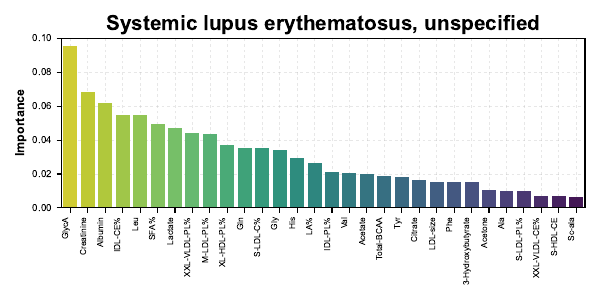 Systemic lupus erythematosus, unspecified
Importance
0.10
0.08
0.06
0.04
0.02
0.00
GlycA
Creatinine
Albumin
IDL-CE%
Leu
SFA%
Lactate
XXL-VLDL-PL%
M-LDL-PL%
XL-HDL-PL%
Gln
S-LDL-C%
Gly
His
LA%
IDL-PL%
Val
Acetate
Total-BCAA
Tyr
Citrate
LDL-size
Phe
3-Hydroxybutyrate
Acetone
Ala
S-LDL-PL%
XXL-VLDL-CE%
S-HDL-CE
Sc-ala